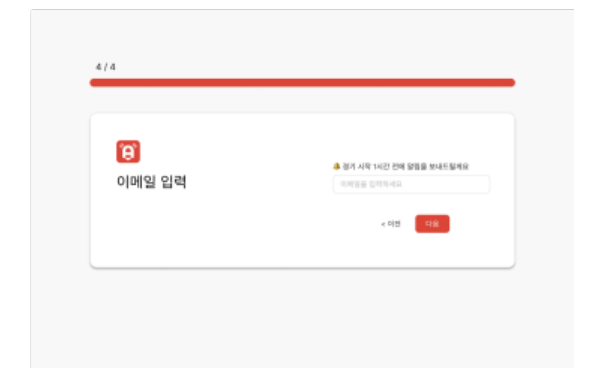 4 / 4
이메일 입력
🔔 경기 시작 1시간 전에 알림을 보내드릴게요
이메일을 입력하세요
< 이전
다음